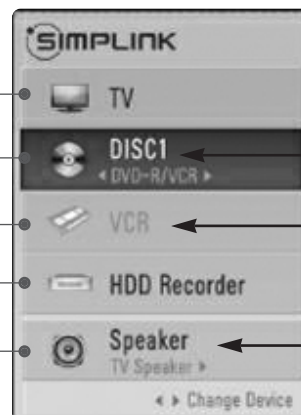 SIMPLINK
TV
DISC1
◂ DVD-R/VCR ▸
VCR
HDD Recorder
Speaker
TV Speaker ▸
◂ ▸ Change Device